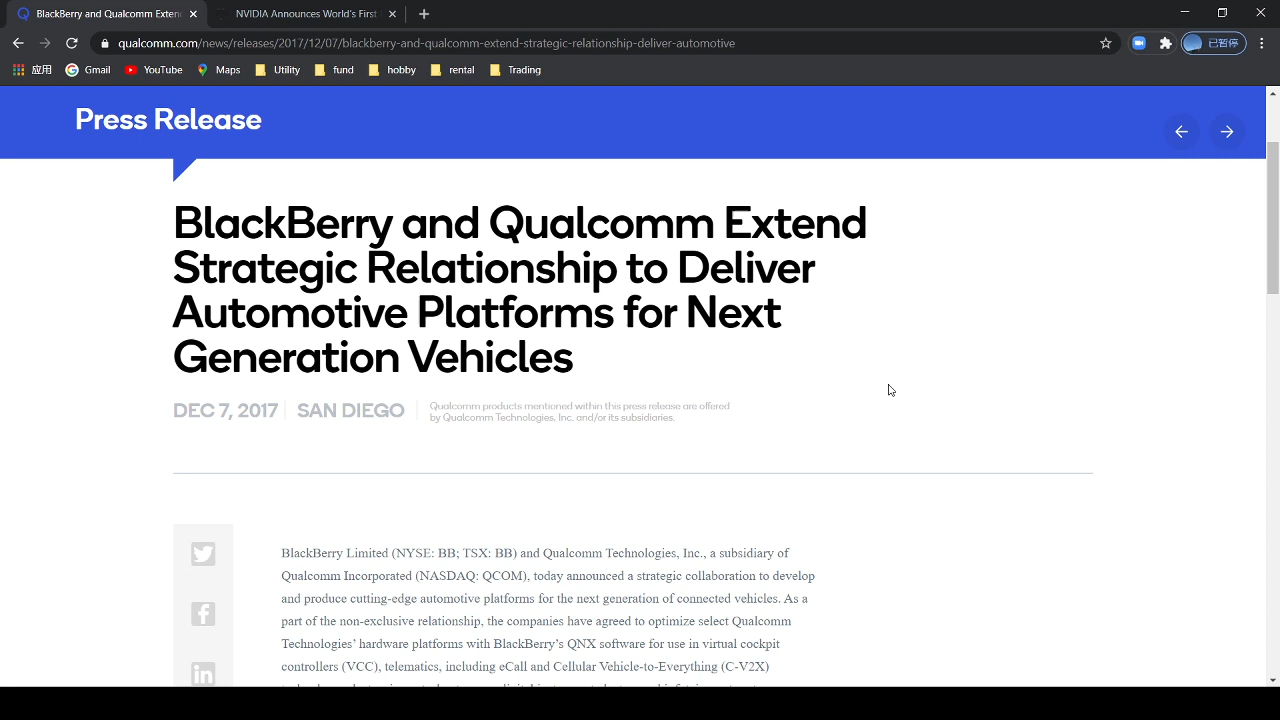 BlackBerry and Qualcomm Exten
NVIDIA Announces World's First
qualcomm.com/news/releases/2017/12/07/blackberry-and-qualcomm-extend-strategic-relationship-deliver-automotive
已暂停
应用
Gmail
YouTube
Maps
Utility
fund
hobby
rental
Trading
Press Release
BlackBerry and Qualcomm Extend
Strategic Relationship to Deliver
Automotive Platforms for Next
Generation Vehicles
DEC 7, 2017
SAN DIEGO
Qualcomm products mentioned within this press release are offered
by Qualcomm Technologies, Inc. and/or its subsidiaries.
BlackBerry Limited (NYSE: BB; TSX: BB) and Qualcomm Technologies, Inc., a subsidiary of
Qualcomm Incorporated (NASDAQ: QCOM), today announced a strategic collaboration to develop
and produce cutting-edge automotive platforms for the next generation of connected vehicles. As a
part of the non-exclusive relationship, the companies have agreed to optimize select Qualcomm
Technologies’ hardware platforms with BlackBerry’s QNX software for use in virtual cockpit
controllers (VCC), telematics, including eCall and Cellular Vehicle-to-Everything (C-V2X)